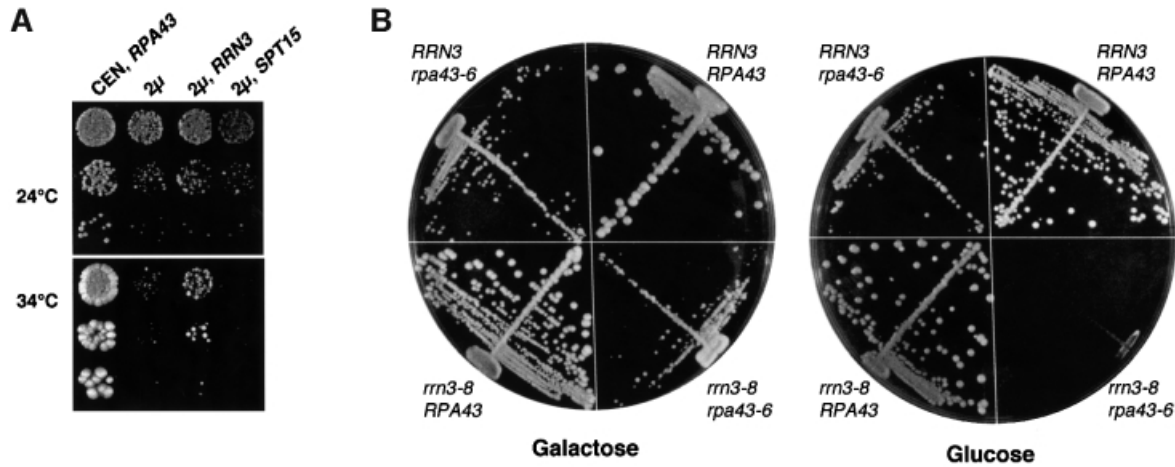 A
CEN, RPA43
2µ
2µ, RRN3
2µ, SPT15
24°C
34°C
B
RRN3
rpa43-6
RRN3
RPA43
rrn3-8
RPA43
rrn3-8
rpa43-6
Galactose
RRN3
rpa43-6
RRN3
RPA43
rrn3-8
RPA43
rrn3-8
rpa43-6
Glucose